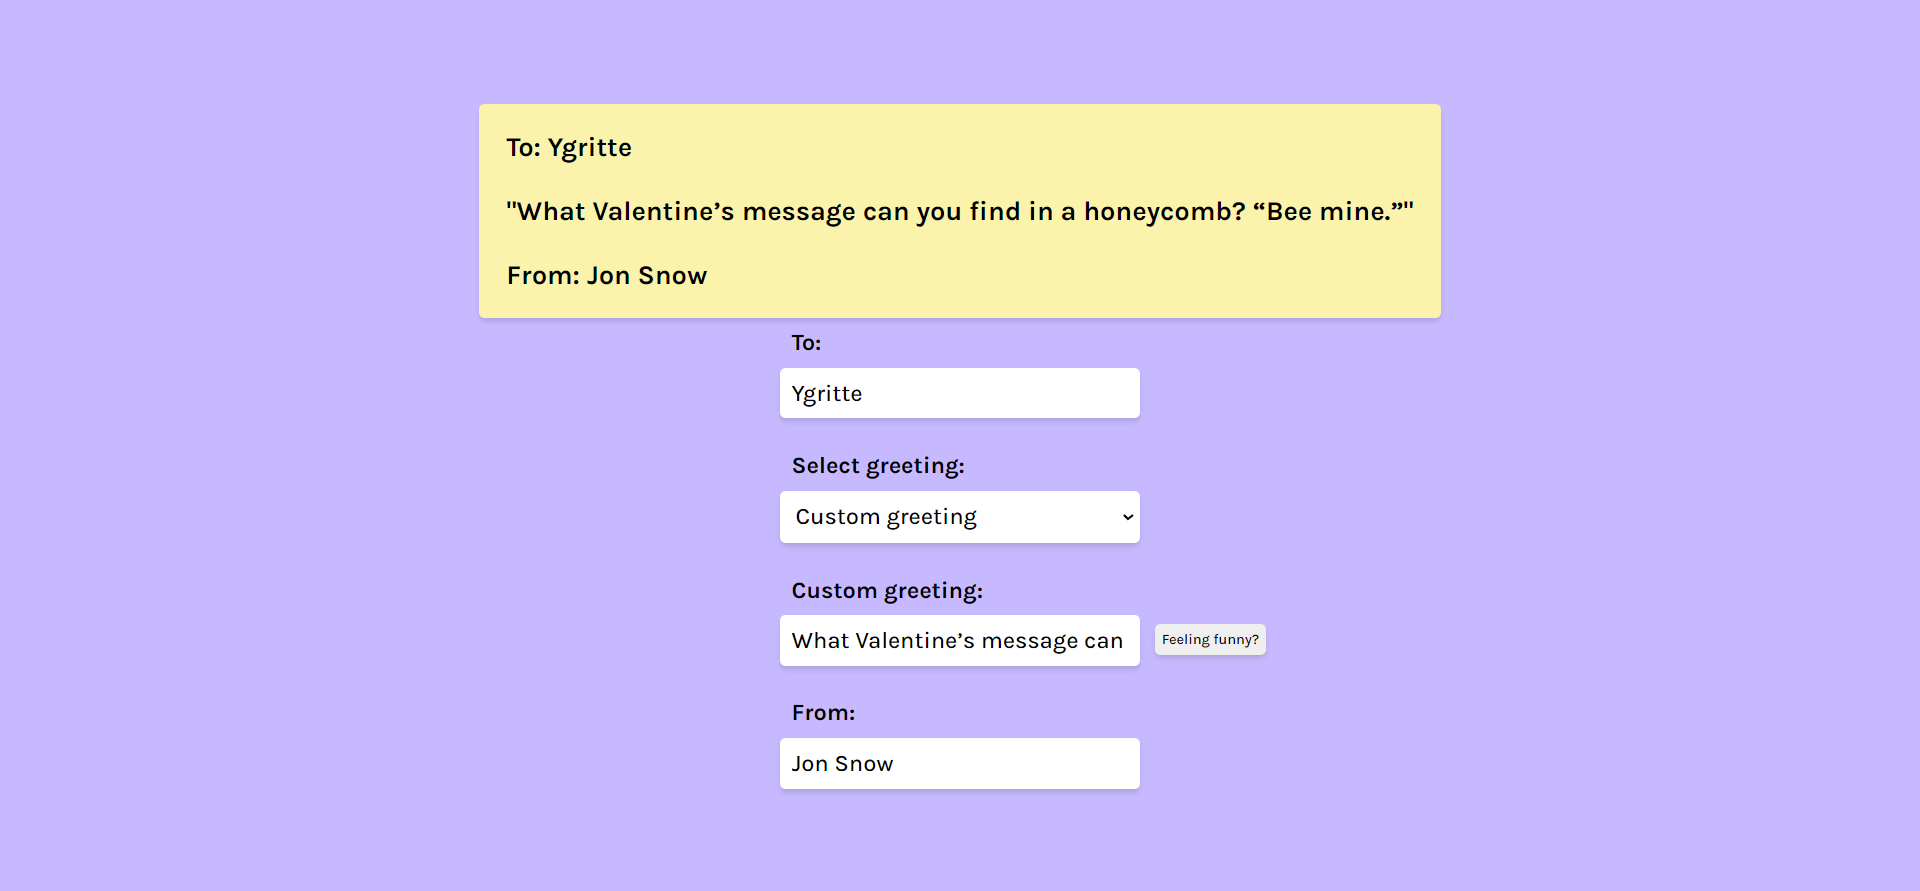 To: Ygritte
"What Valentine’s message can you find in a honeycomb? “Bee mine.”"
From: Jon Snow
To:
Ygritte
Select greeting:
Custom greeting
Custom greeting:
What Valentine’s message can
Feeling funny?
From:
Jon Snow